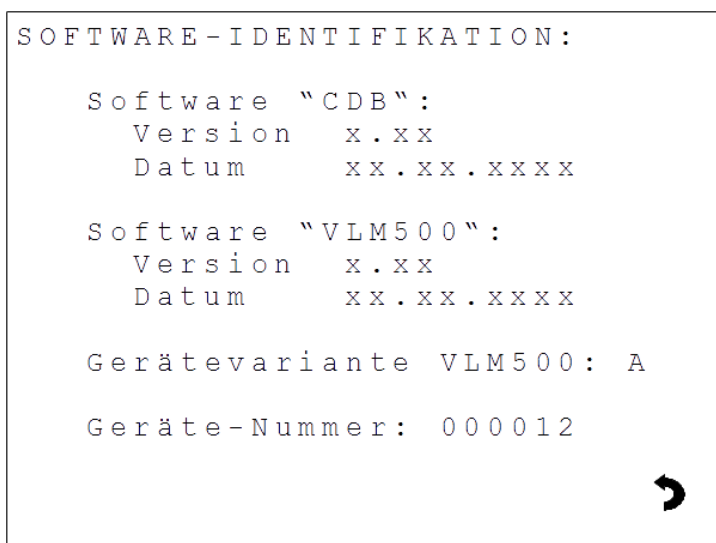 SOFTWARE-IDENTIFIKATION:
Software “CDB“:
Version x.xx
Datum xx.xx.xxxx
Software “VLM500“:
Version x.xx
Datum xx.xx.xxxx
Gerätevariante VLM500: A
Geräte-Nummer: 000012